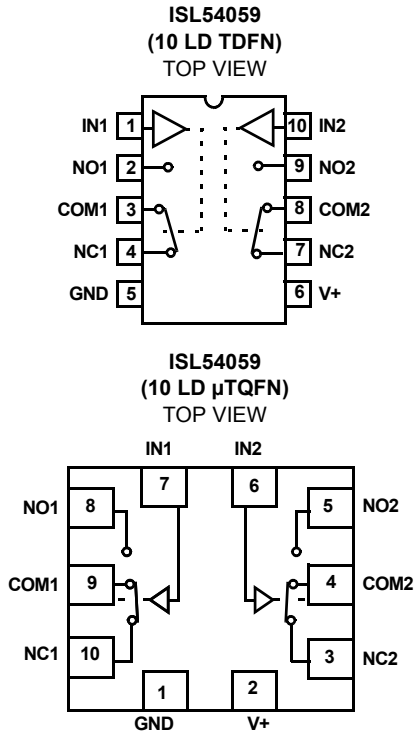 ISL54059
(10 LD TDFN)
TOP VIEW
IN1 1 10 IN2
NO1 2 9 NO2
COM1 3 8 COM2
NC1 4 7 NC2
GND 5 6 V+
ISL54059
(10 LD µTQFN)
TOP VIEW
IN1 IN2
7 6
NO1 8 5 NO2
COM1 9 4 COM2
NC1 10 3 NC2
1 2
GND V+